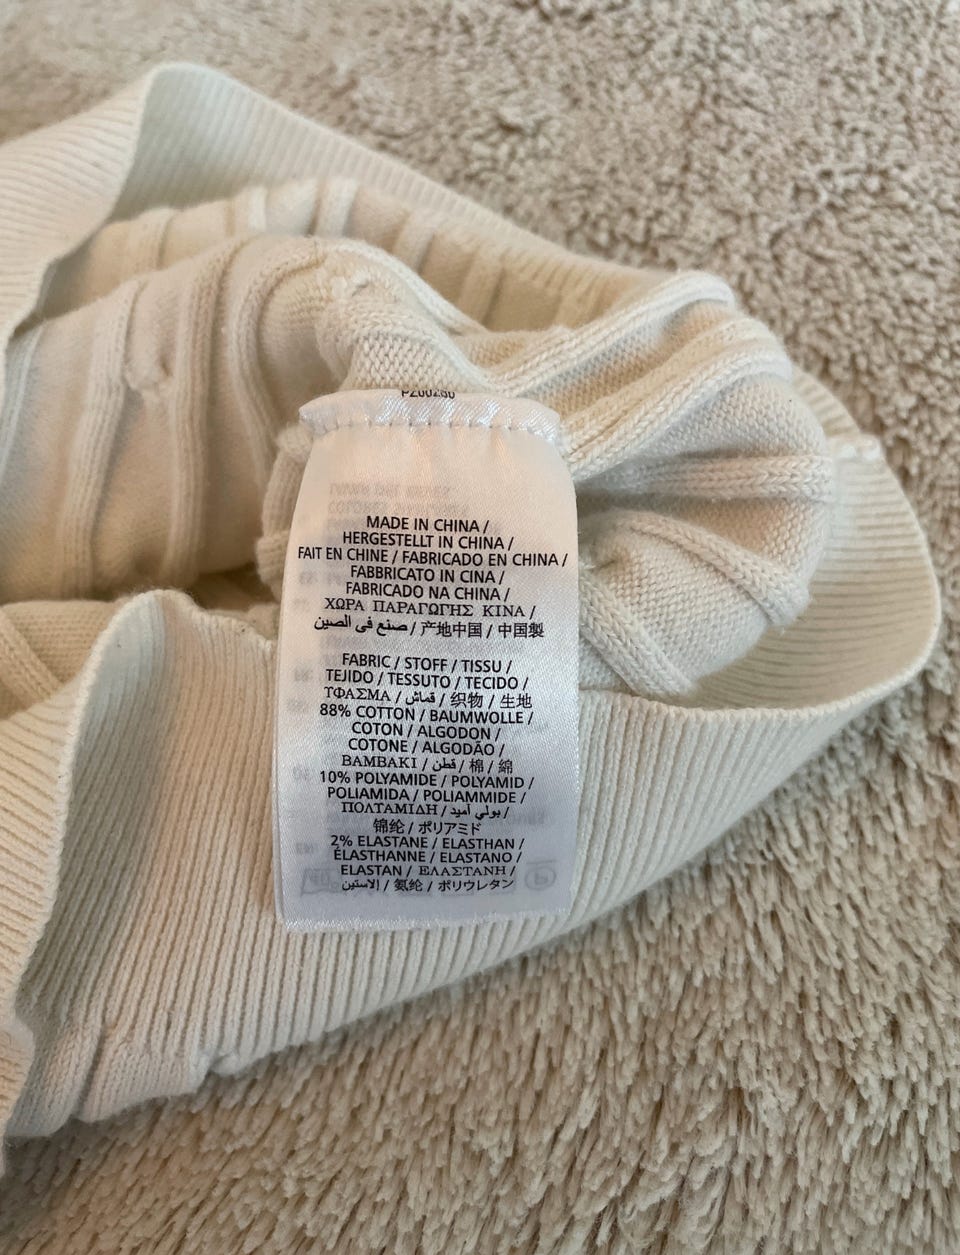 MADE IN CHINA /
HERGESTELLT IN CHINA /
FAIT EN CHINE / FABRICADO EN CHINA /
FABBRICATO IN CINA /
FABRICADO NA CHINA /
ΧΩΡΑ ΠΑΡΑΓΩΓΗΣ ΚΙΝΑ /
صنع فى الصين / 产地中国 / 中国製
FABRIC / STOFF / TISSU /
TEJIDO / TESSUTO / TECIDO /
ΤΦΑΣΜΑ / قماش / 织物 / 生地
88% COTTON / BAUMWOLLE /
COTON / ALGODON /
COTONE / ALGODÃO /
ΒΑΜΒΑΚΙ / قطن / 棉 / 綿
10% POLYAMIDE / POLYAMID /
POLIAMIDA / POLIAMMIDE /
ΠΟΛΤΑΜΙΔΗ / بولي أميد /
锦纶 / ポリアミド
2% ELASTANE / ELASTHAN /
ÉLASTHANNE / ELASTANO /
ELASTAN / ΕΛΑΣΤΑΝΗ /
الاستين / 氨纶 / ポリウレタン